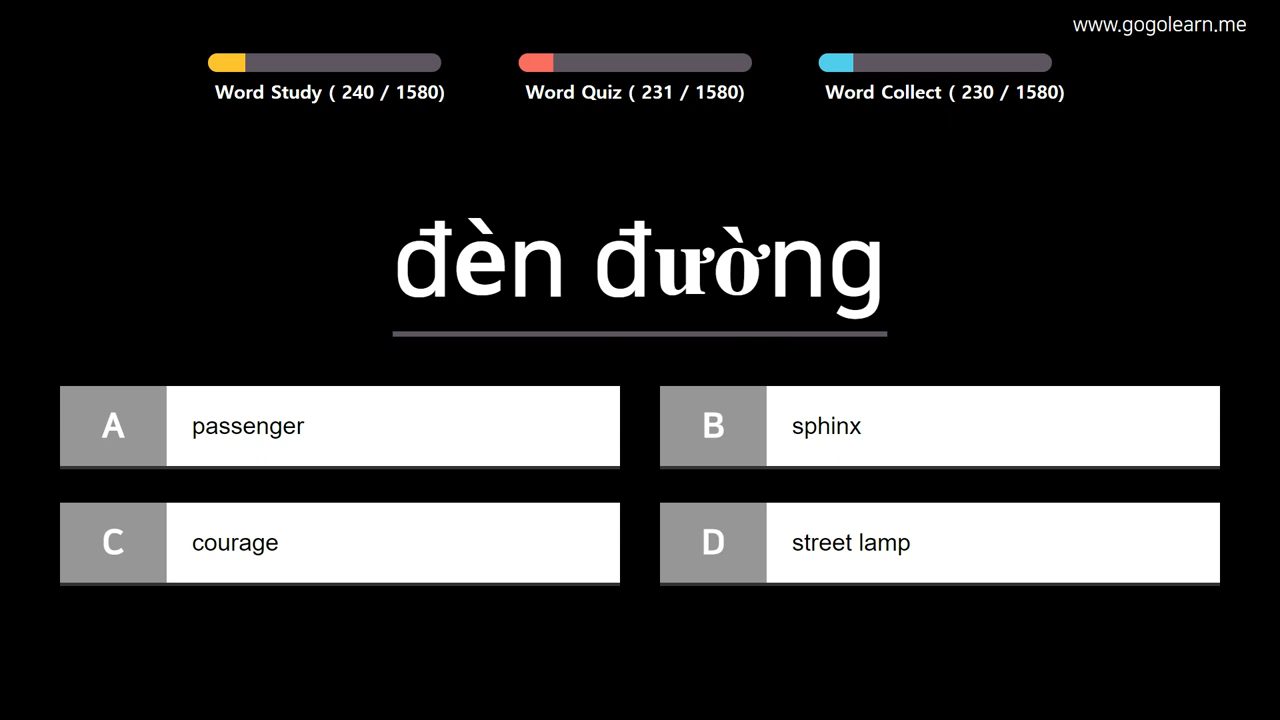 www.gogolearn.me
Word Study ( 240 / 1580)
Word Quiz ( 231 / 1580)
Word Collect ( 230 / 1580)
đèn đường
A passenger
B sphinx
C courage
D street lamp